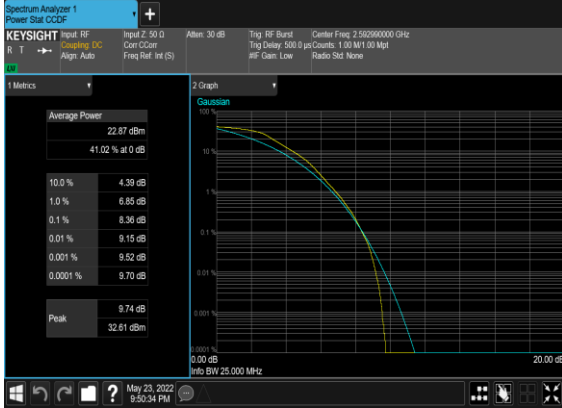 Spectrum Analyzer 1
Power Stat CCDF
+
KEYSIGHT
R T
LXI
Input: RF
Coupling: DC
Align: Auto
Input Z: 50 Ω
Corr CCorr
Freq Ref: Int (S)
Atten: 30 dB
Trig: RF Burst
Trig Delay: 500.0 µs
#IF Gain: Low
Center Freq: 2.592990000 GHz
Counts: 1.00 M/1.00 Mpt
Radio Std: None
1 Metrics
Average Power
22.87 dBm
41.02 % at 0 dB
10.0 % 4.39 dB
1.0 % 6.85 dB
0.1 % 8.36 dB
0.01 % 9.15 dB
0.001 % 9.52 dB
0.0001 % 9.70 dB
Peak
9.74 dB
32.61 dBm
2 Graph
Gaussian
100 %
10 %
1 %
0.1 %
0.01 %
0.001 %
0.0001 %
0.00 dB
20.00 dB
Info BW 25.000 MHz
?
May 23, 2022
9:50:34 PM